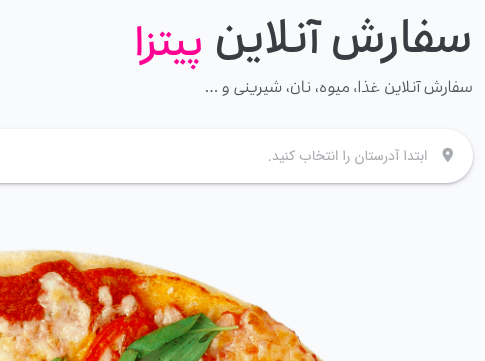 سفارش آنلاین پیتزا
سفارش آنلاین غذا، میوه، نان، شیرینی و ...
ابتدا آدرستان را انتخاب کنید.